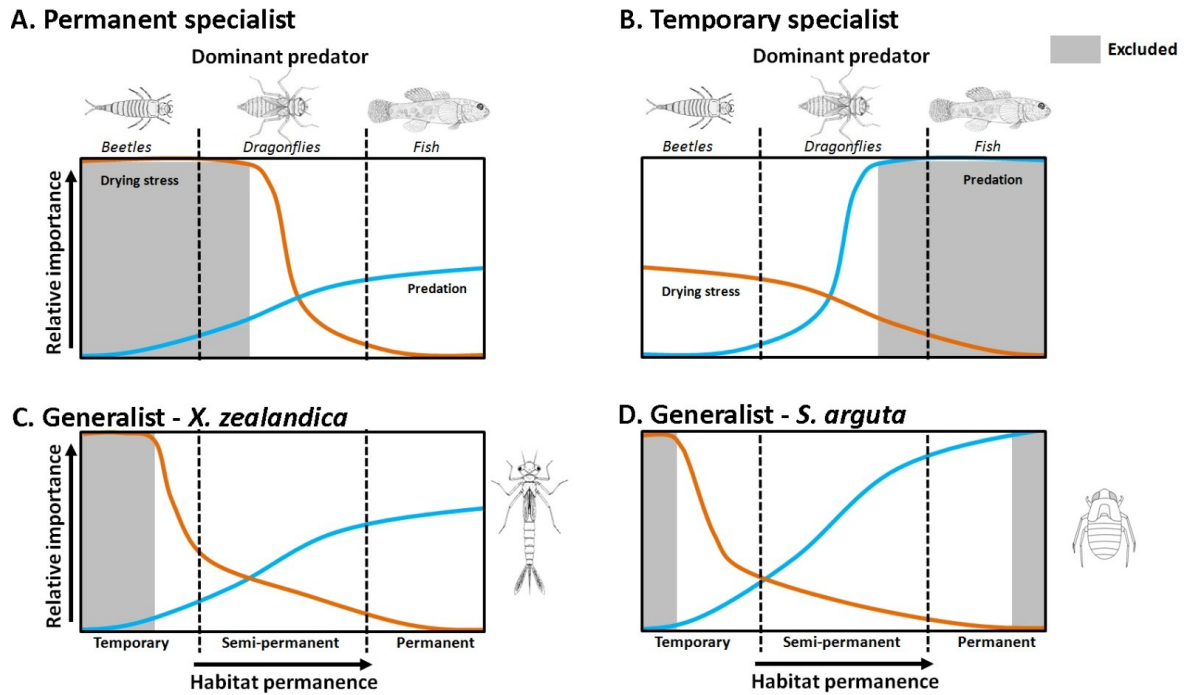 A. Permanent specialist
B. Temporary specialist
Excluded
Dominant predator
Dominant predator
Beetles
Dragonflies
Fish
Beetles
Dragonflies
Fish
Relative importance
Drying stress
Predation
Drying stress
Predation
C. Generalist - X. zealandica
D. Generalist - S. arguta
Relative importance
Temporary
Semi-permanent
Permanent
Temporary
Semi-permanent
Permanent
Habitat permanence
Habitat permanence